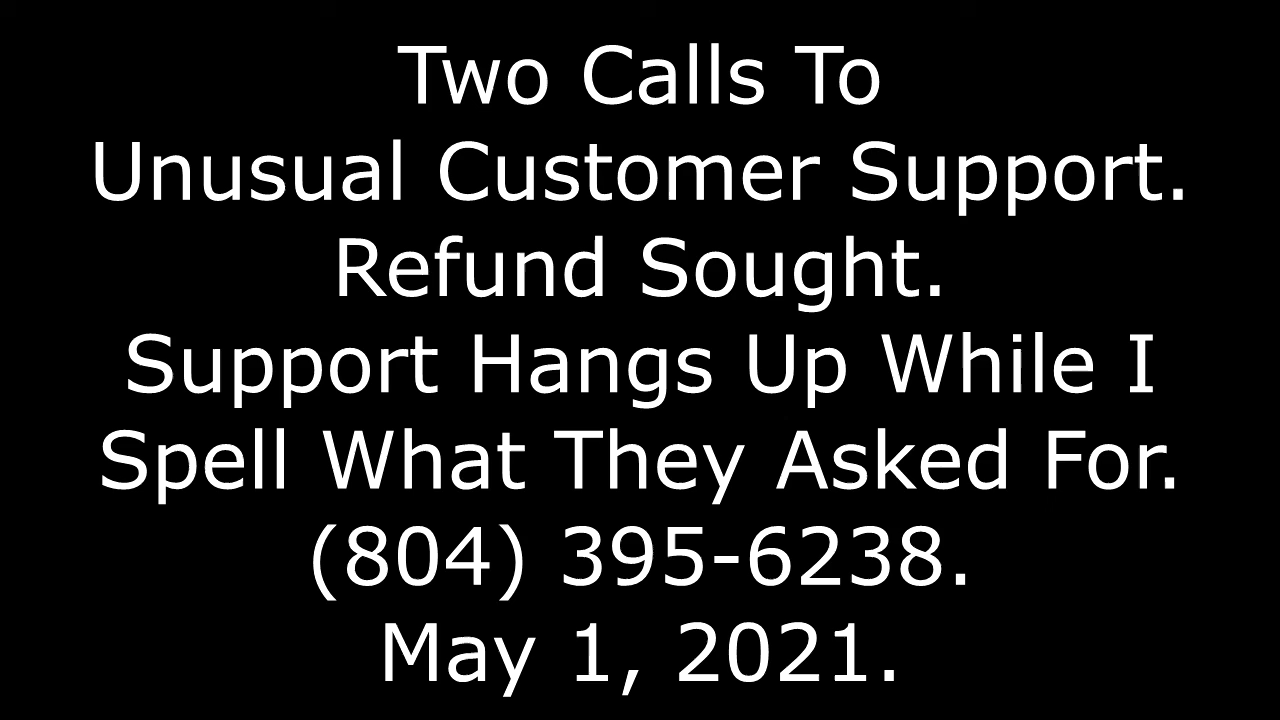 Two Calls To
Unusual Customer Support.
Refund Sought.
Support Hangs Up While I
Spell What They Asked For.
(804) 395-6238.
May 1, 2021.